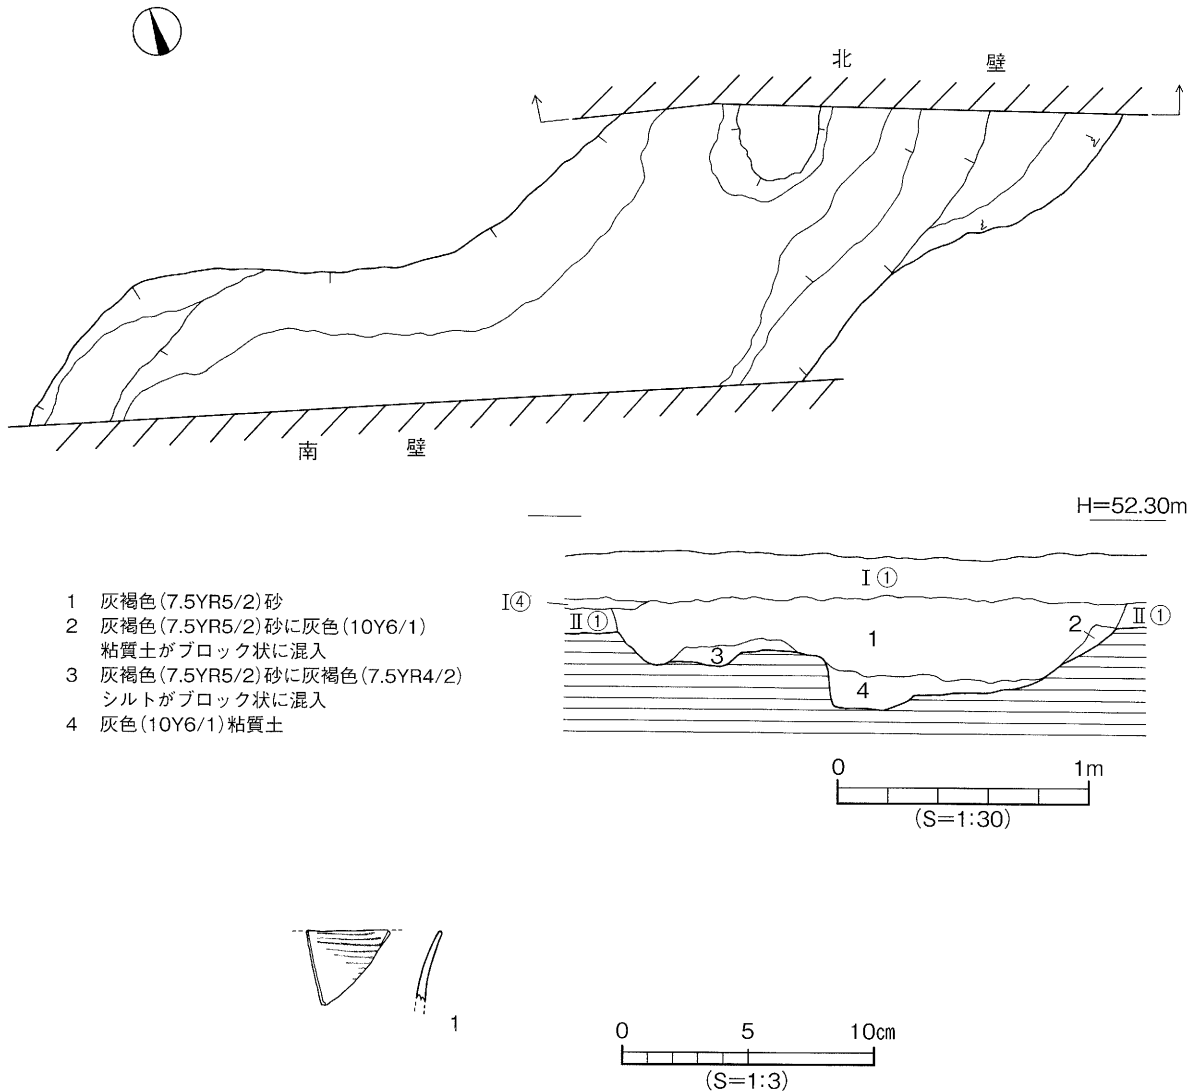 北　　　壁
南　　　壁
H=52.30m
Ⅰ①
Ⅰ④
Ⅱ①
Ⅱ①
1
2
3
4
1　灰褐色(7.5YR5/2)砂
2　灰褐色(7.5YR5/2)砂に灰色(10Y6/1)
粘質土がブロック状に混入
3　灰褐色(7.5YR5/2)砂に灰褐色(7.5YR4/2)
シルトがブロック状に混入
4　灰色(10Y6/1)粘質土
0　1m
(S=1:30)
1
0　5　10cm
(S=1:3)